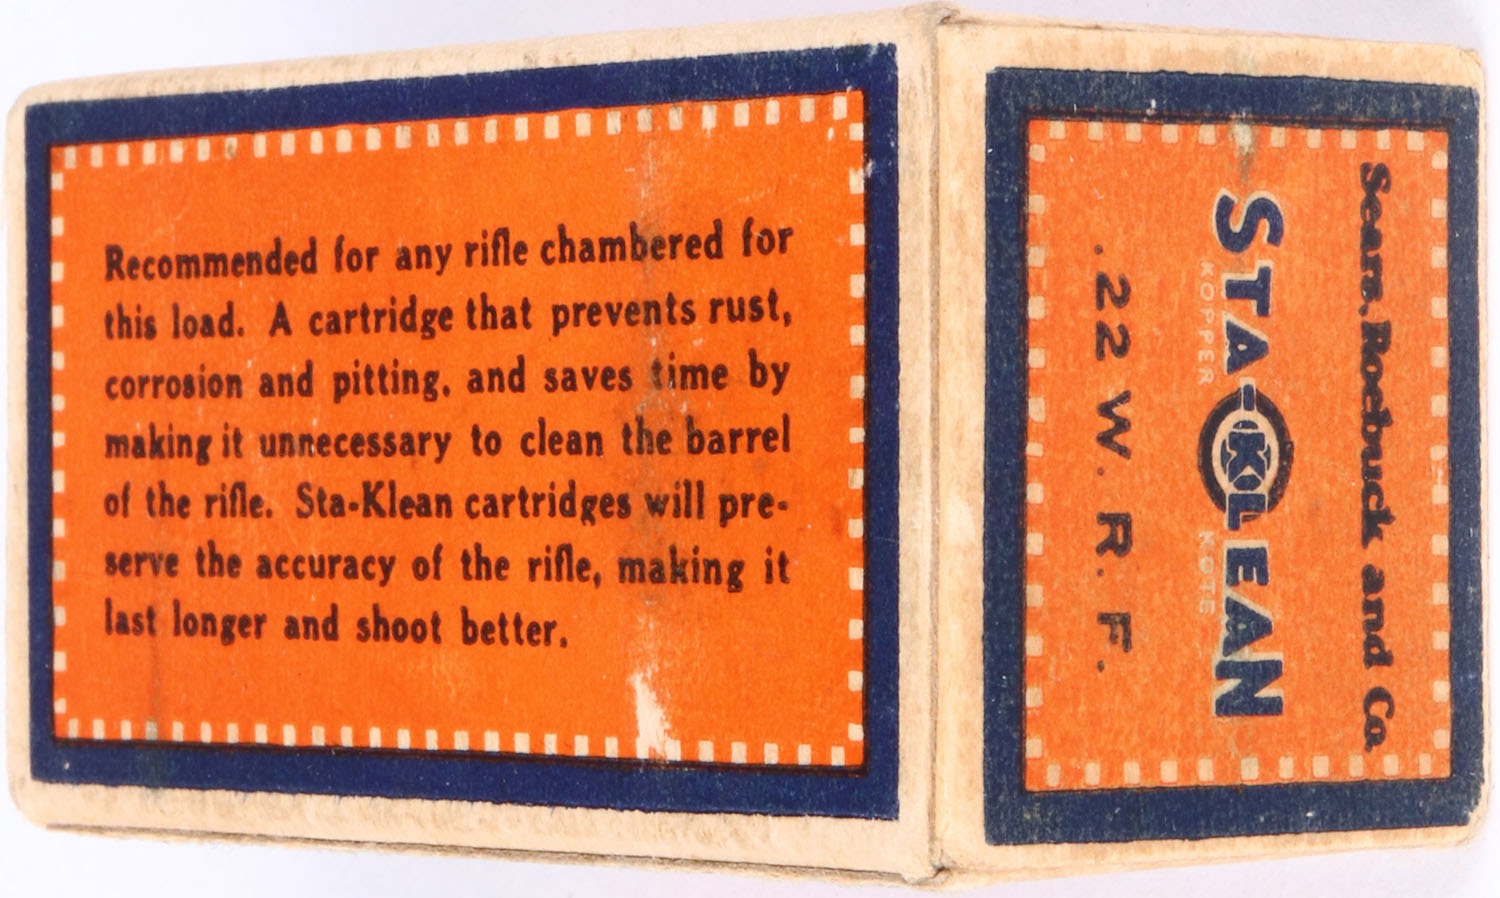 Recommended for any rifle chambered for
this load. A cartridge that prevents rust,
corrosion and pitting, and saves time by
making it unnecessary to clean the barrel
of the rifle. Sta-Klean cartridges will pre-
serve the accuracy of the rifle, making it
last longer and shoot better.
Sears, Roebuck and Co.
STA-KLEAN
KOPPER KOTE
.22 W. R. F.